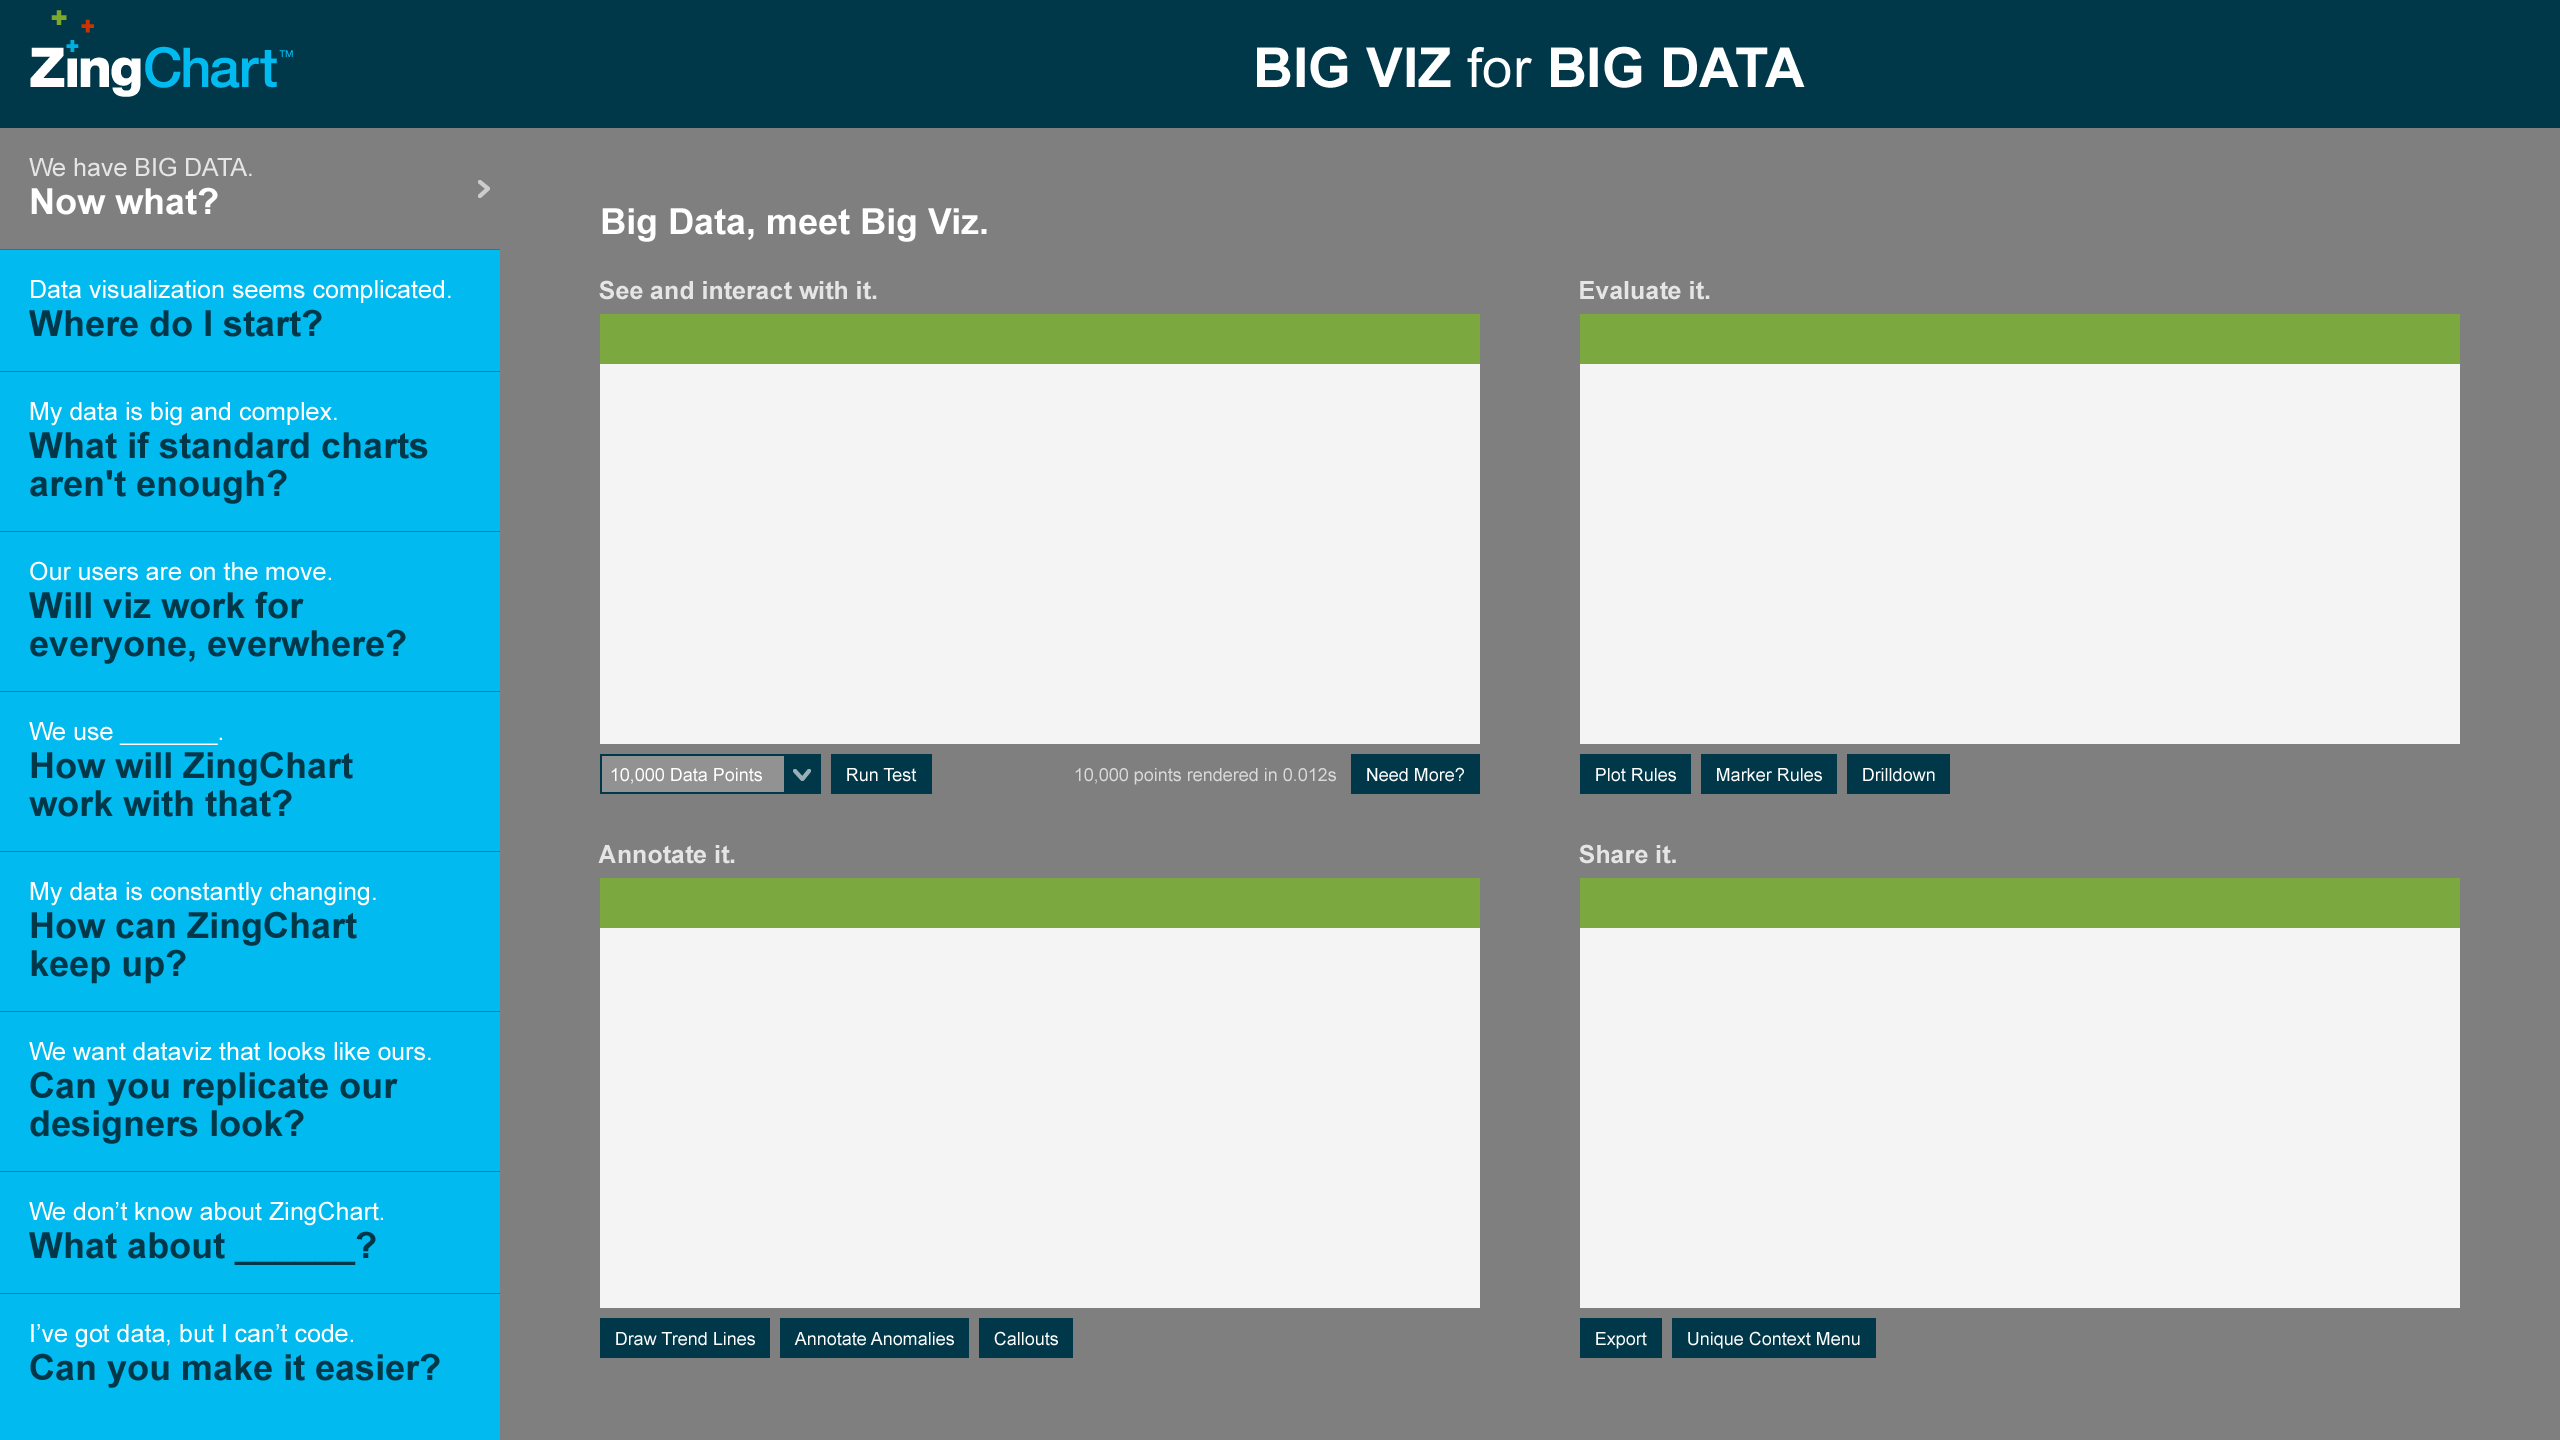 ZingChart™
BIG VIZ for BIG DATA
We have BIG DATA.
Now what?
Data visualization seems complicated.
Where do I start?
My data is big and complex.
What if standard charts
aren't enough?
Our users are on the move.
Will viz work for
everyone, everwhere?
We use _______.
How will ZingChart
work with that?
My data is constantly changing.
How can ZingChart
keep up?
We want dataviz that looks like ours.
Can you replicate our
designers look?
We don’t know about ZingChart.
What about ______?
I’ve got data, but I can’t code.
Can you make it easier?
Big Data, meet Big Viz.
See and interact with it.
10,000 Data Points
Run Test
10,000 points rendered in 0.012s
Need More?
Evaluate it.
Plot Rules
Marker Rules
Drilldown
Annotate it.
Draw Trend Lines
Annotate Anomalies
Callouts
Share it.
Export
Unique Context Menu